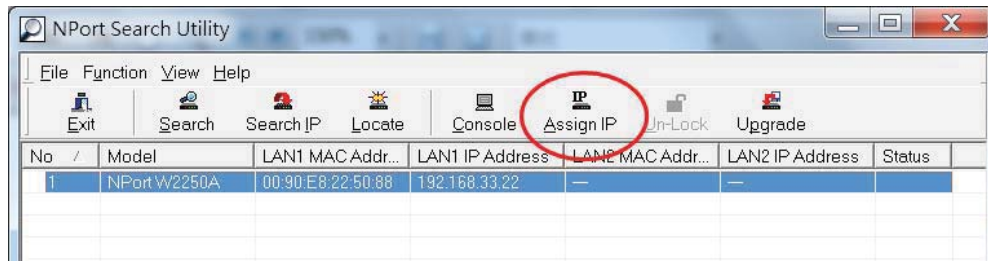 NPort Search Utility
File Function View Help
Exit Search Search IP Locate Console IP Assign IP Un-Lock Upgrade
No / Model LAN1 MAC Addr... LAN1 IP Address LAN2 MAC Addr... LAN2 IP Address Status
1 NPort W2250A 00:90:E8:22:50:88 192.168.33.22 — —